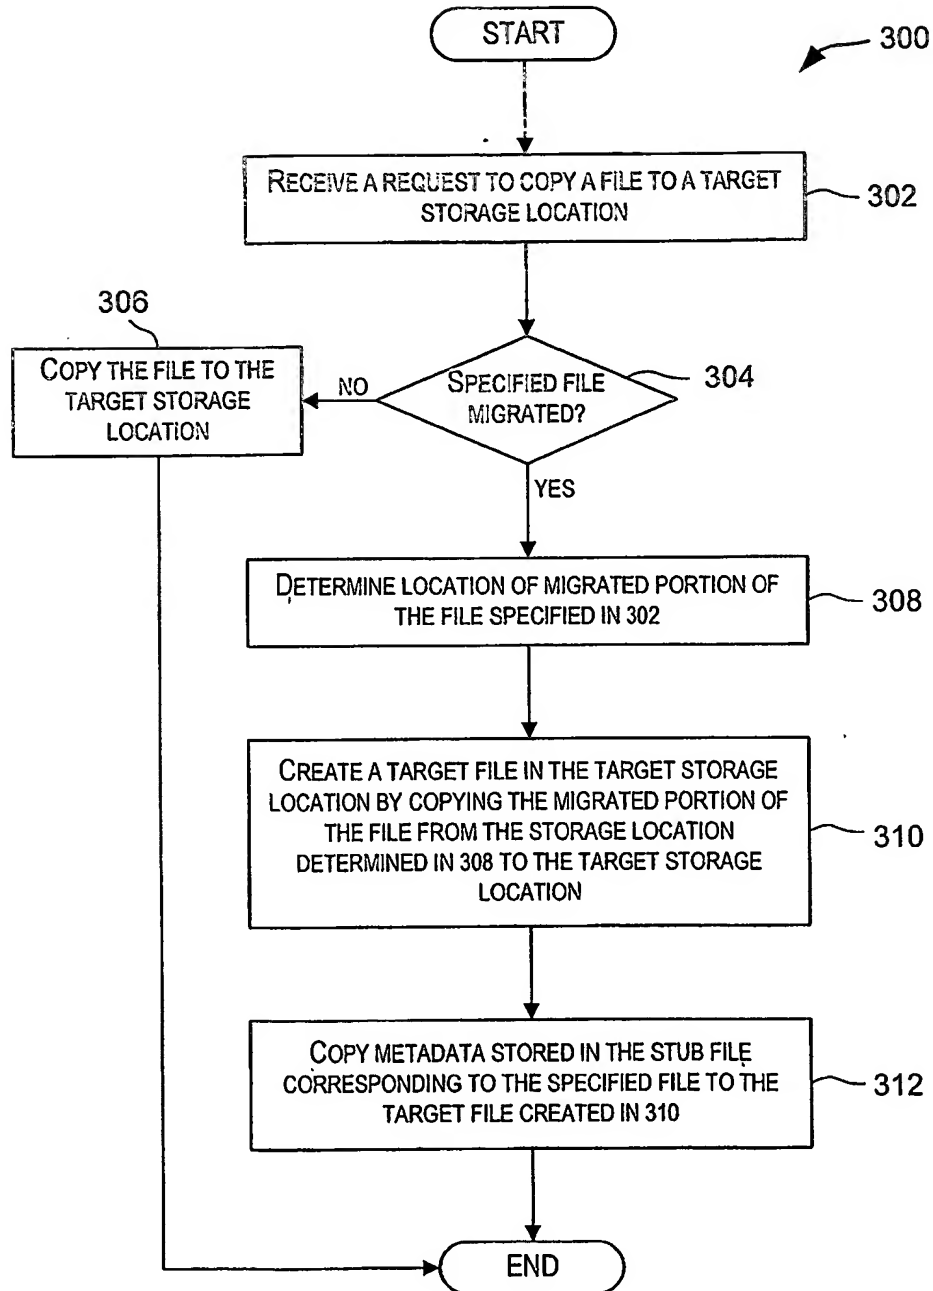 START
300
RECEIVE A REQUEST TO COPY A FILE TO A TARGET
STORAGE LOCATION
302
306
COPY THE FILE TO THE
TARGET STORAGE
LOCATION
NO
SPECIFIED FILE
MIGRATED?
304
YES
DETERMINE LOCATION OF MIGRATED PORTION OF
THE FILE SPECIFIED IN 302
308
CREATE A TARGET FILE IN THE TARGET STORAGE
LOCATION BY COPYING THE MIGRATED PORTION OF
THE FILE FROM THE STORAGE LOCATION
DETERMINED IN 308 TO THE TARGET STORAGE
LOCATION
310
COPY METADATA STORED IN THE STUB FILE
CORRESPONDING TO THE SPECIFIED FILE TO THE
TARGET FILE CREATED IN 310
312
END